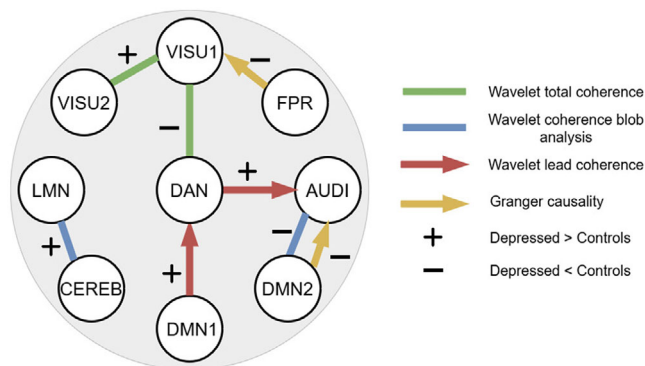 VISU1
+
−
VISU2
FPR
−
LMN
DAN
+
AUDI
+
−
−
CEREB
+
DMN2
DMN1
Wavelet total coherence
Wavelet coherence blob
analysis
Wavelet lead coherence
Granger causality
+ Depressed > Controls
− Depressed < Controls